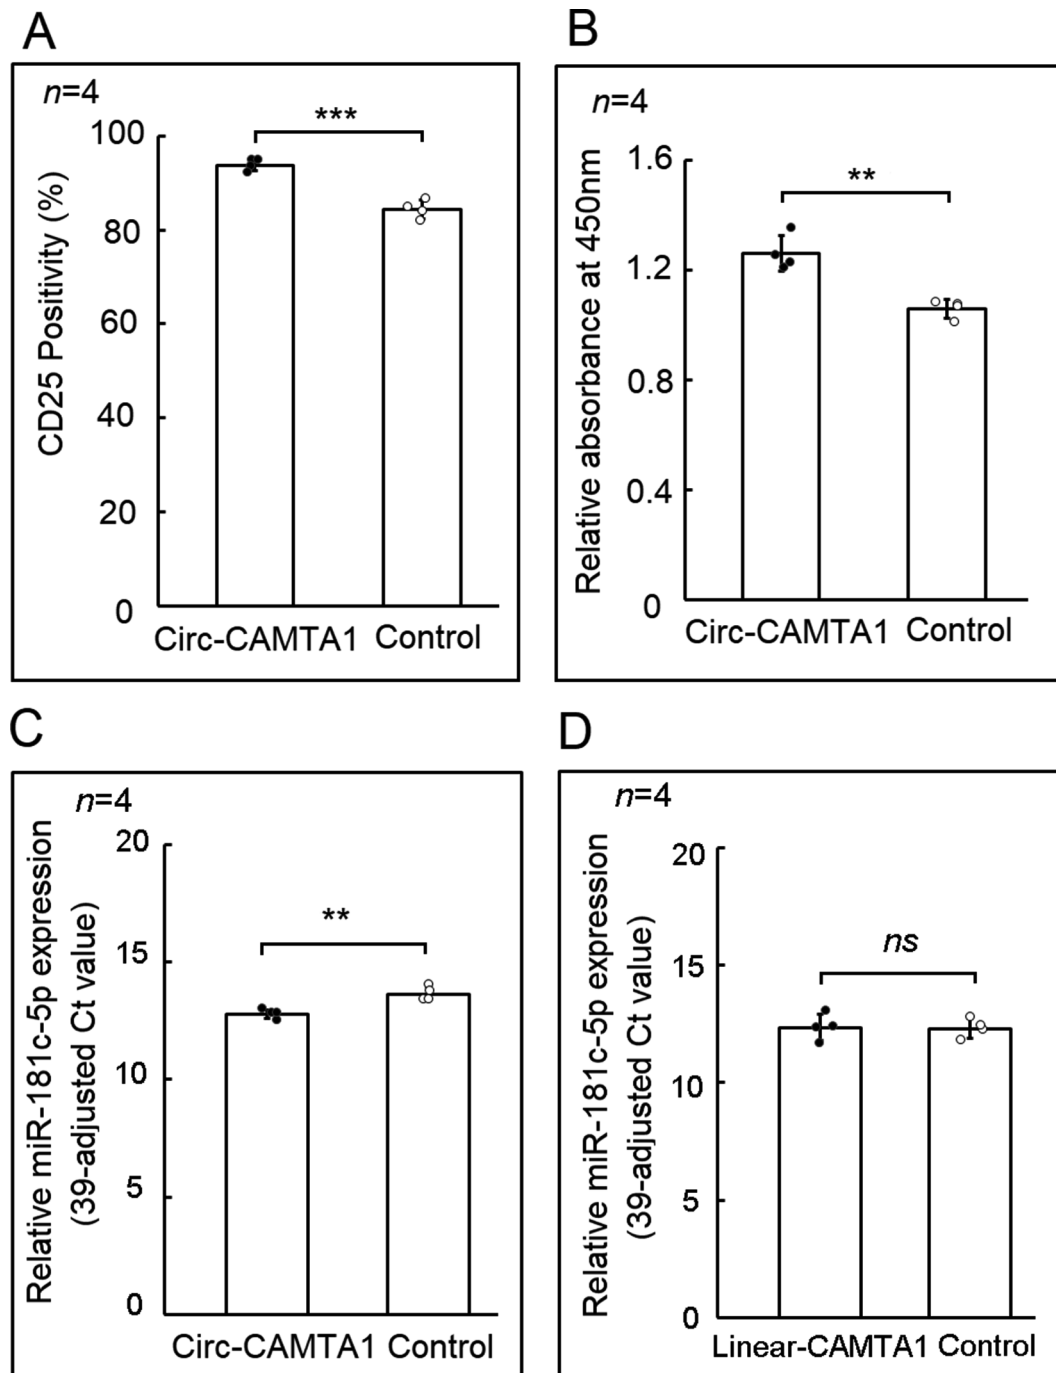 A
n=4
***
CD25 Positivity (%)
100
80
60
40
20
0
Circ-CAMTA1 Control
B
n=4
**
Relative absorbance at 450nm
1.6
1.2
0.8
0.4
0
Circ-CAMTA1 Control
C
n=4
**
Relative miR-181c-5p expression
(39-adjusted Ct value)
20
15
10
5
0
Circ-CAMTA1 Control
D
n=4
ns
Relative miR-181c-5p expression
(39-adjusted Ct value)
20
15
10
5
0
Linear-CAMTA1 Control